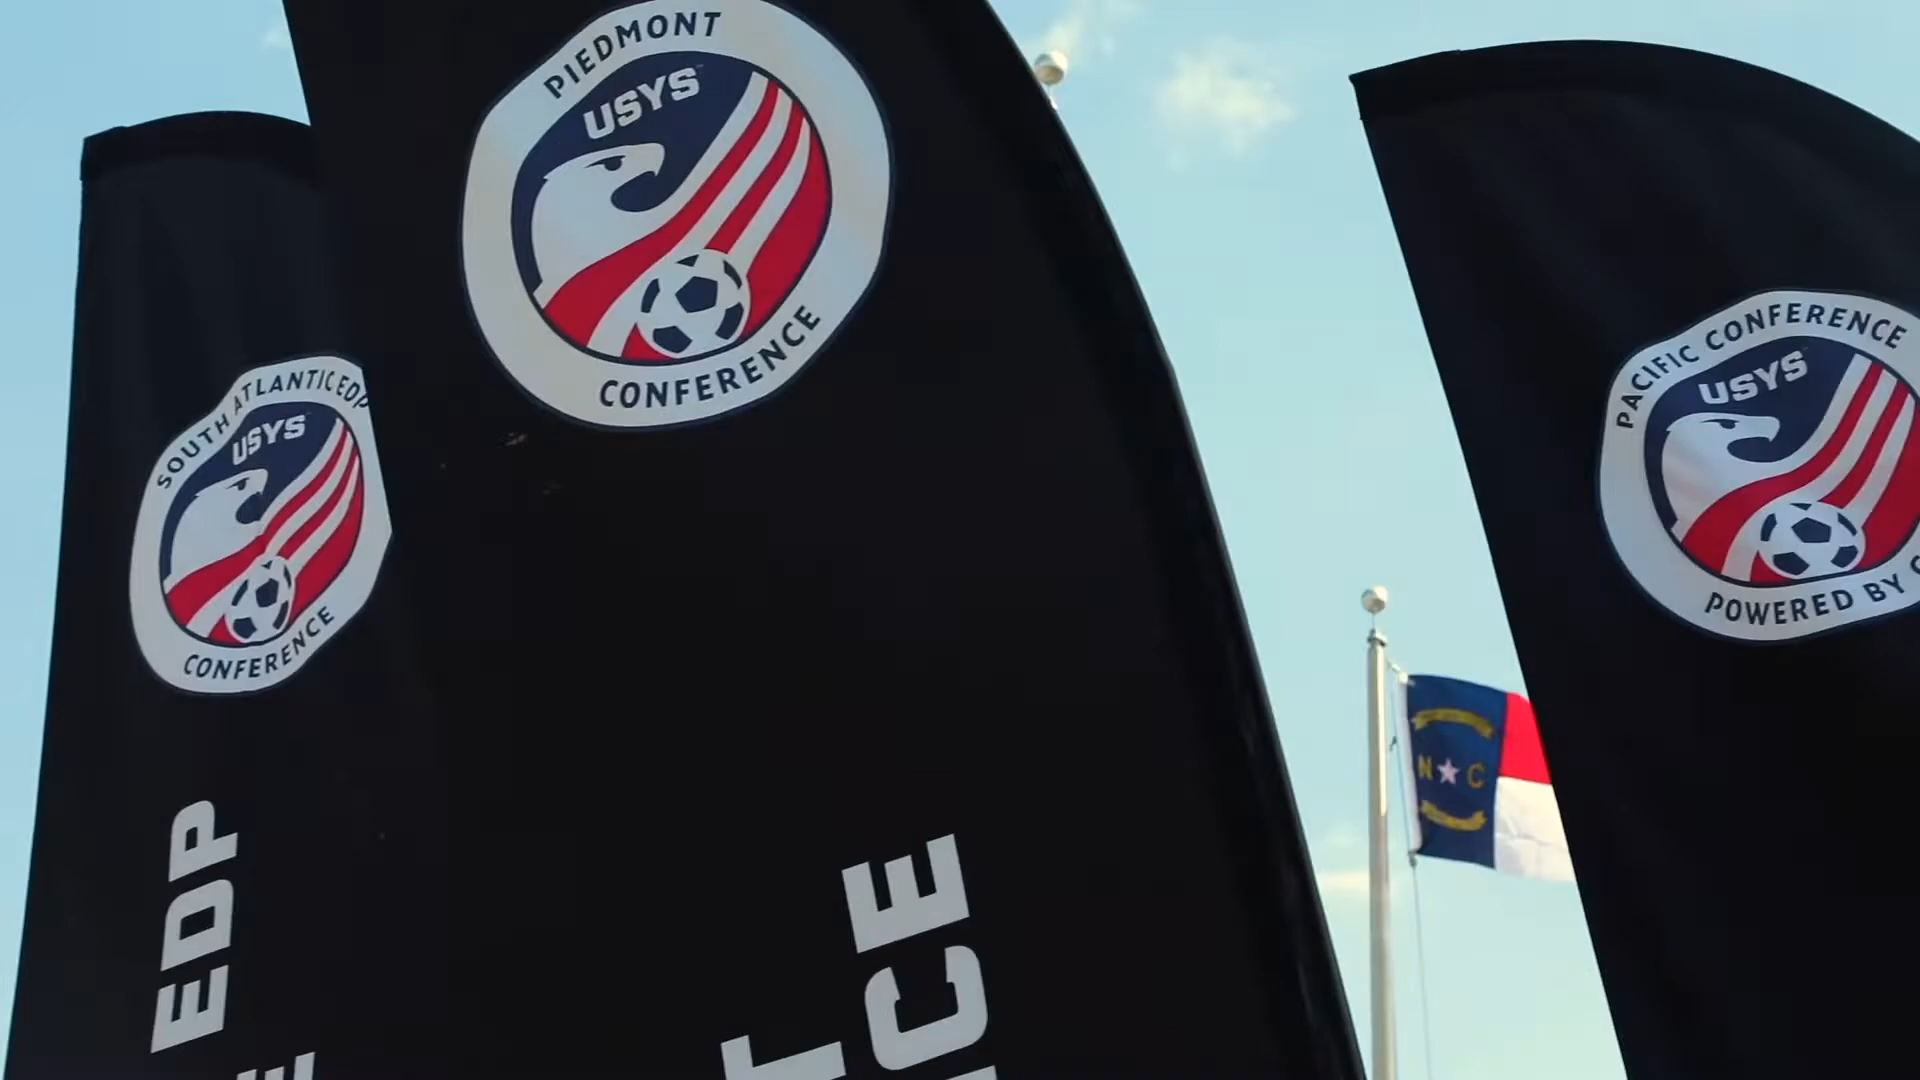 SOUTH ATLANTIC EDP
USYS
CONFERENCE
EDP
E
PIEDMONT
USYS
CONFERENCE
T
CE
PACIFIC CONFERENCE
USYS
POWERED BY
N C